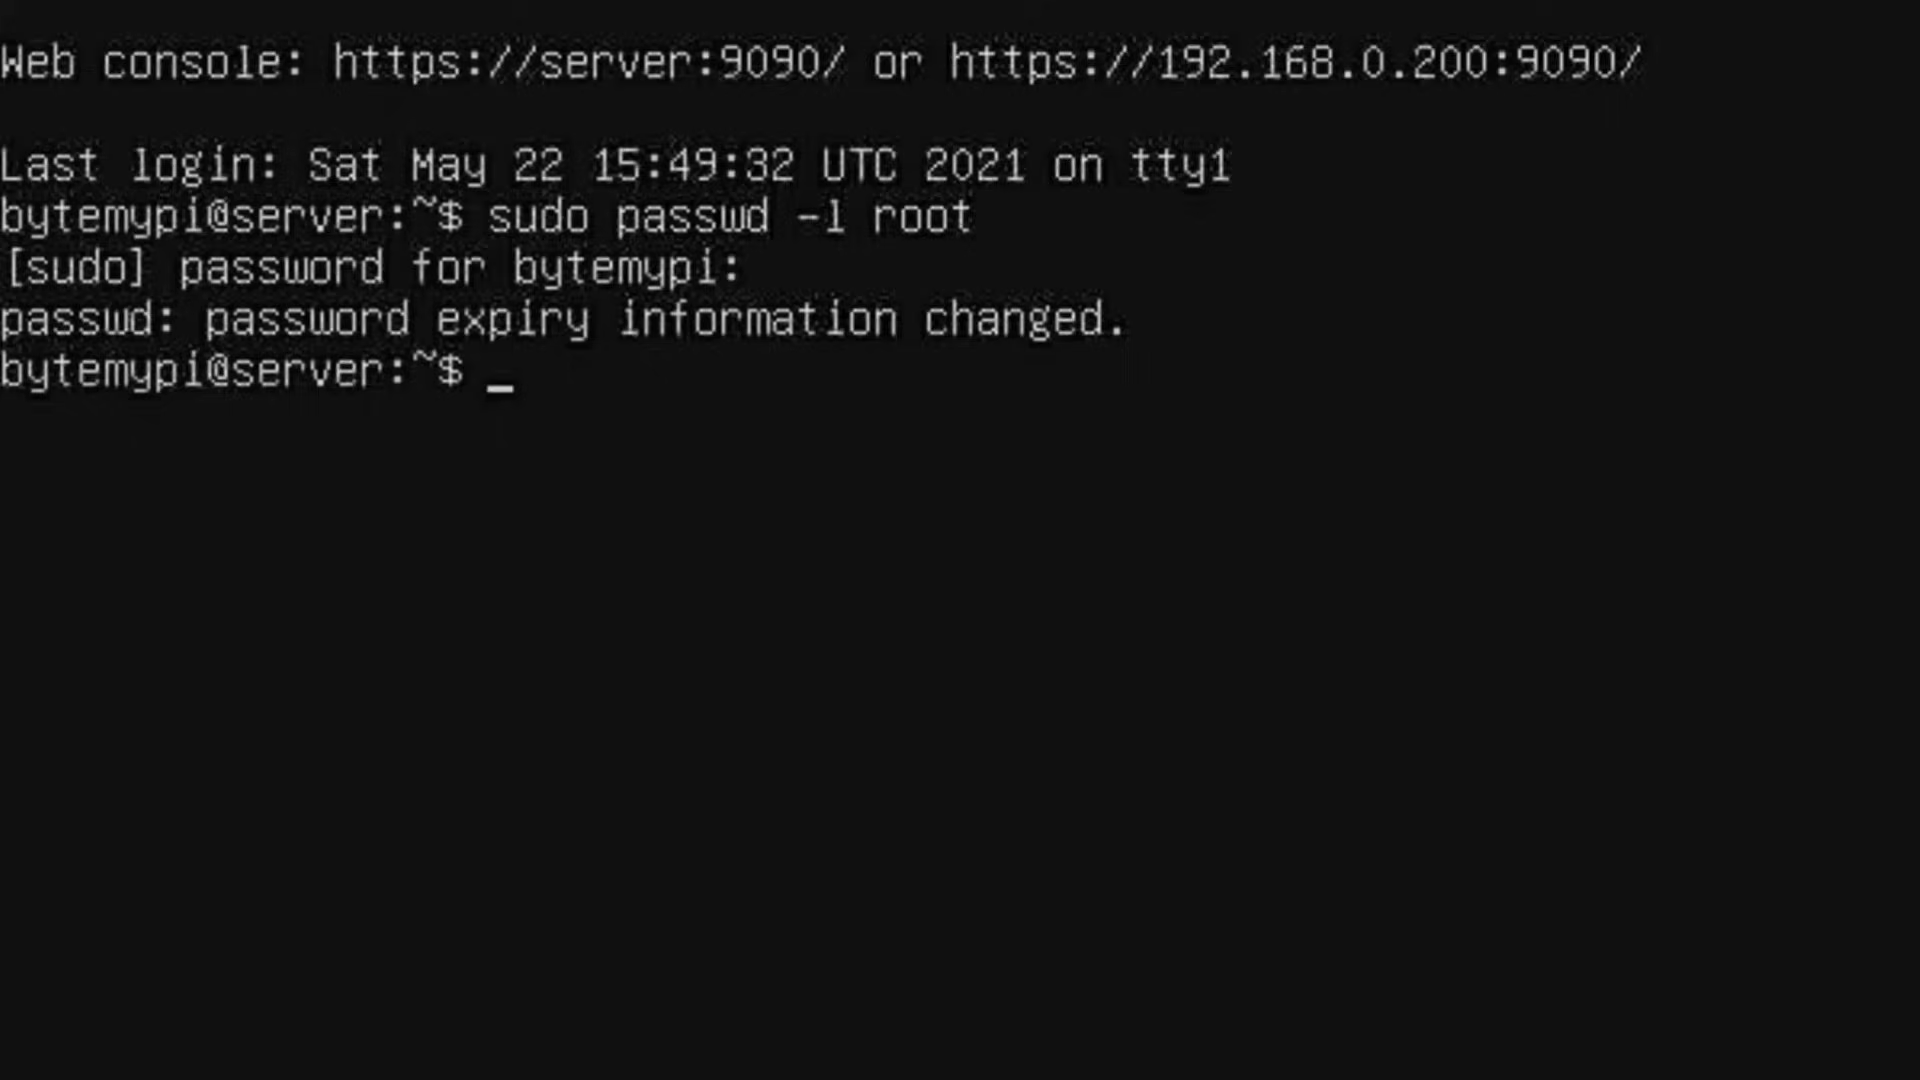 Web console: https://server:9090/ or https://192.168.0.200:9090/
Last login: Sat May 22 15:49:32 UTC 2021 on tty1
bytemypi@server:~$ sudo passwd -l root
[sudo] password for bytemypi:
passwd: password expiry information changed.
bytemypi@server:~$ _